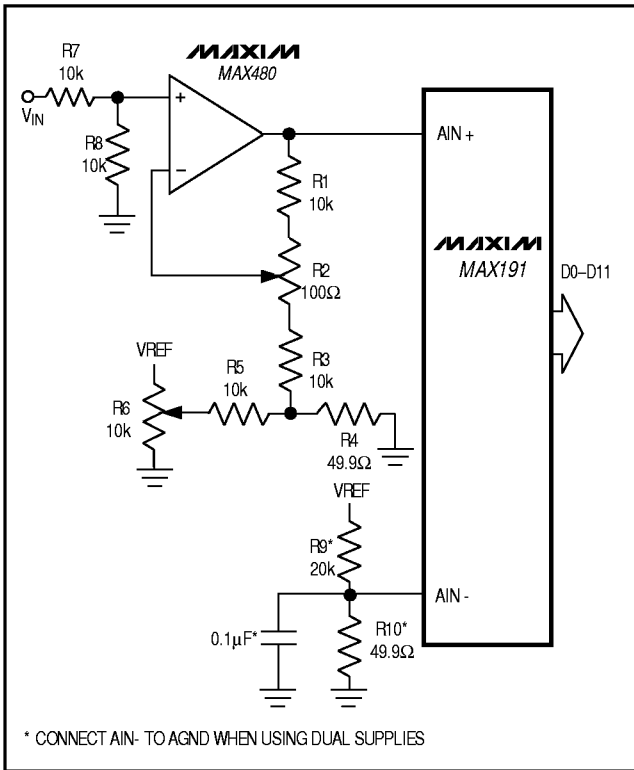 MAXIM
MAX480
R7
10k
VIN
R8
10k
+
−
AIN +
R1
10k
MAXIM
MAX191
D0–D11
R2
100Ω
R3
10k
VREF
R5
10k
R6
10k
R4
49.9Ω
VREF
R9*
20k
AIN -
0.1µF*
R10*
49.9Ω
* CONNECT AIN- TO AGND WHEN USING DUAL SUPPLIES